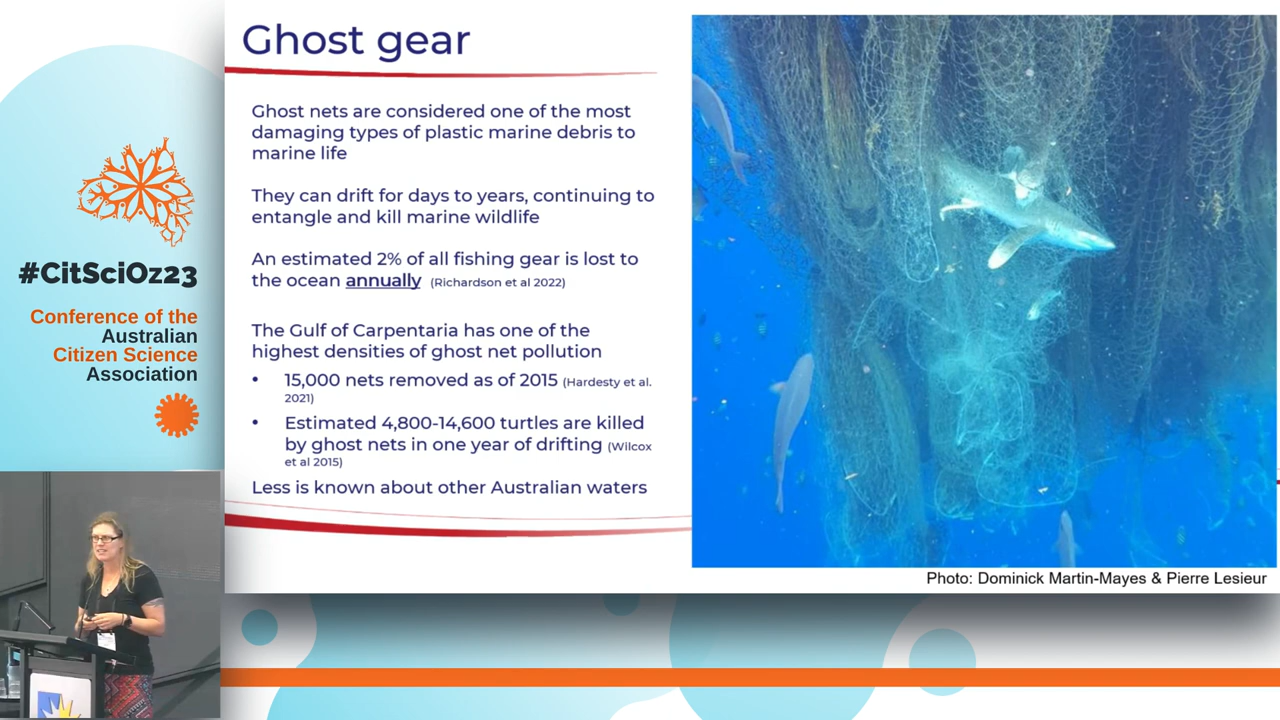 Ghost gear
Ghost nets are considered one of the most
damaging types of plastic marine debris to
marine life
They can drift for days to years, continuing to
entangle and kill marine wildlife
An estimated 2% of all fishing gear is lost to
the ocean annually (Richardson et al 2022)
The Gulf of Carpentaria has one of the
highest densities of ghost net pollution
• 15,000 nets removed as of 2015 (Hardesty et al.
2021)
• Estimated 4,800-14,600 turtles are killed
by ghost nets in one year of drifting (Wilcox
et al 2015)
Less is known about other Australian waters
Photo: Dominick Martin-Mayes & Pierre Lesieur
#CitSciOz23
Conference of the
Australian
Citizen Science
Association